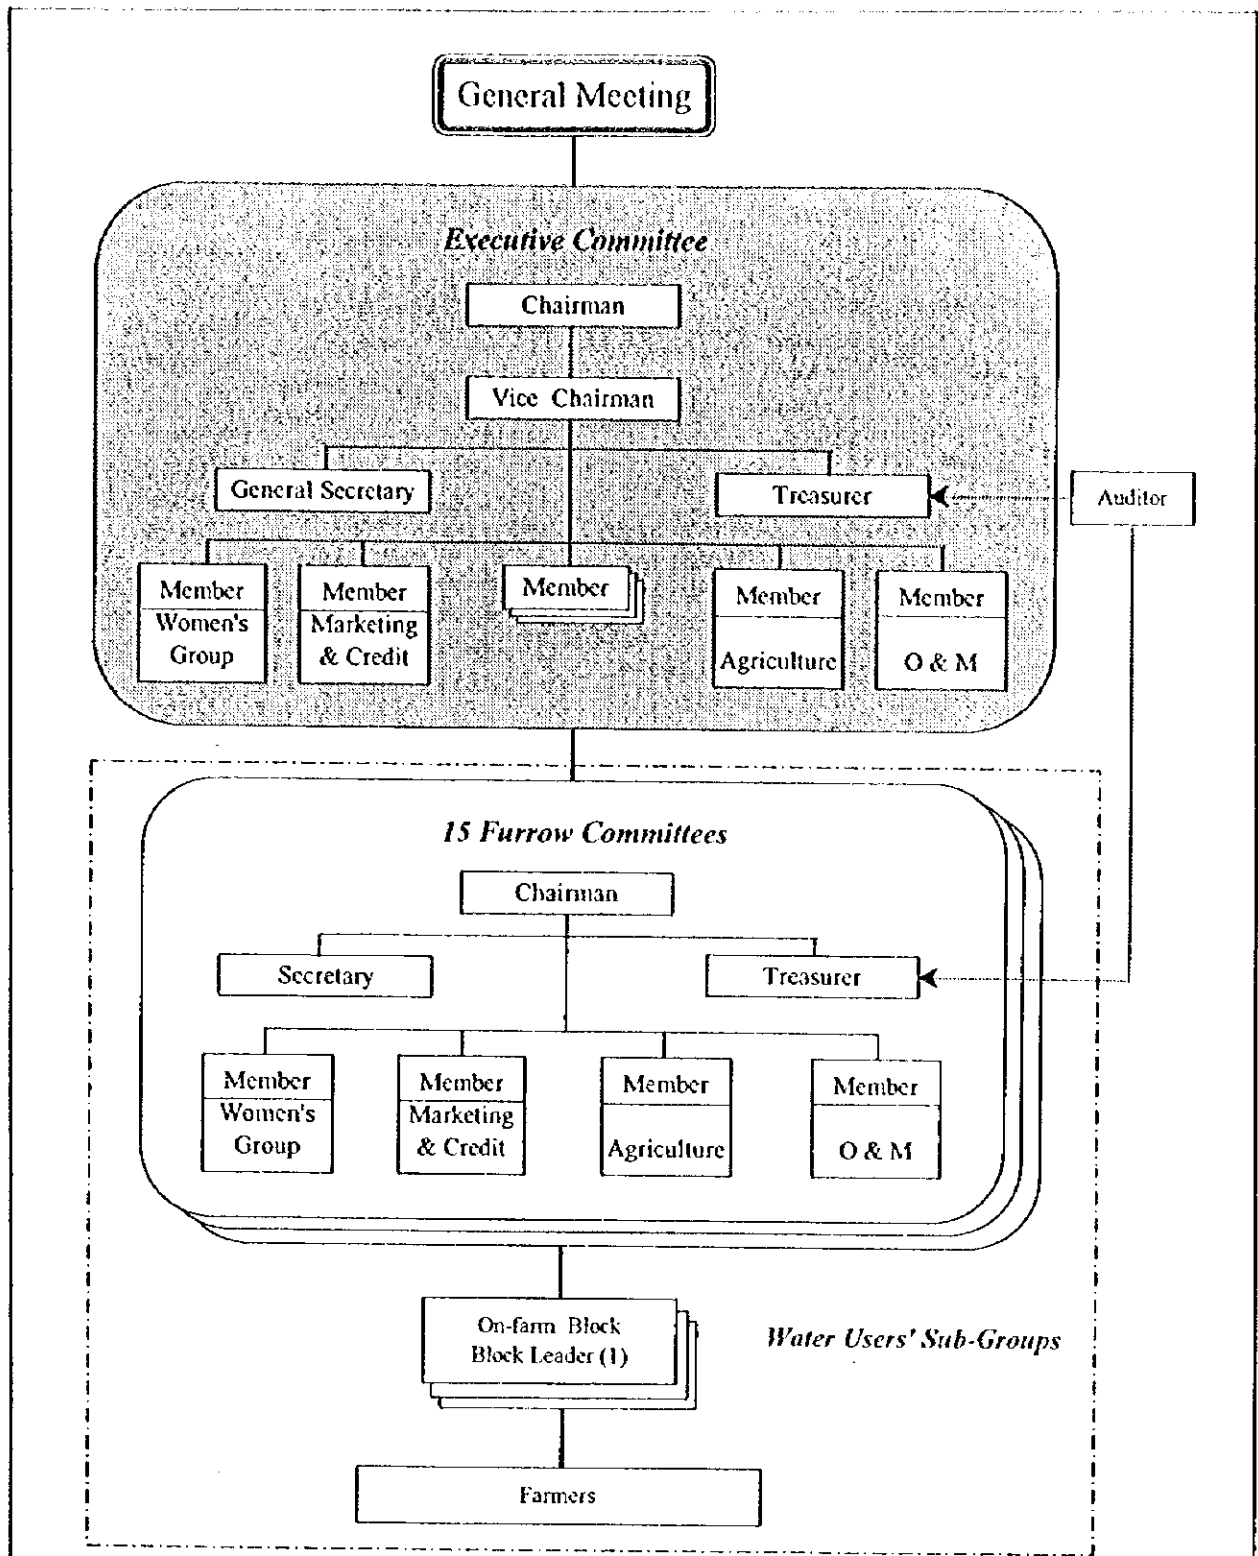 General Meeting
Executive Committee
Chairman
Vice Chairman
General Secretary
Treasurer
Auditor
Member
Women's
Group
Member
Marketing
& Credit
Member
Member
Agriculture
Member
O & M
15 Furrow Committees
Chairman
Secretary
Treasurer
Member
Women's
Group
Member
Marketing
& Credit
Member
Agriculture
Member
O & M
On-farm Block
Block Leader (1)
Water Users' Sub-Groups
Farmers